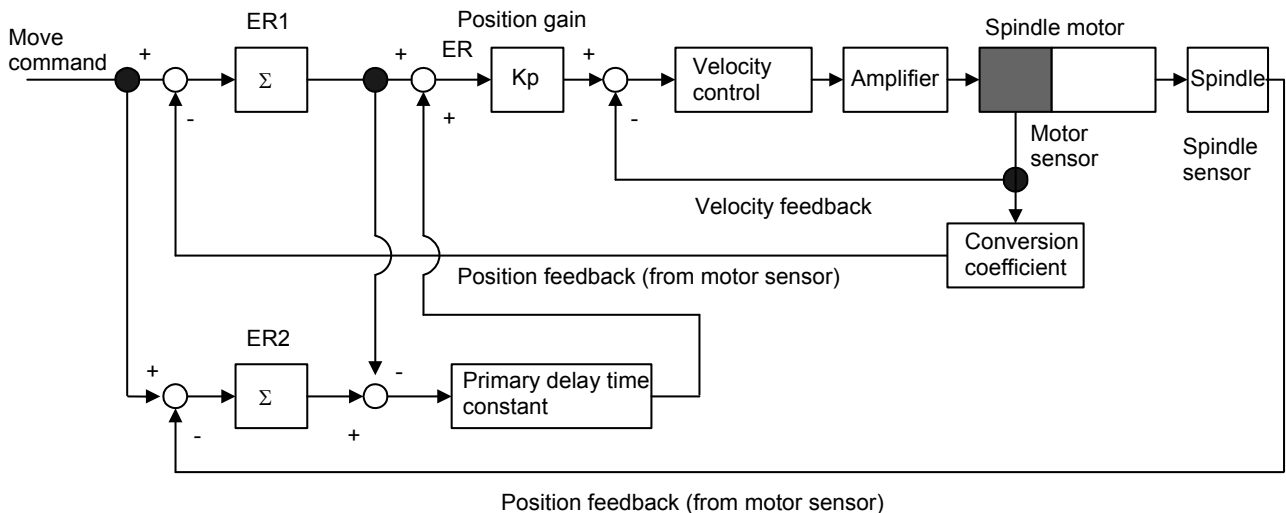 ER1
Position gain
Spindle motor
Move
command
+
-
Σ
+
ER
+
Kp
+
-
Velocity
control
Amplifier
Spindle
Motor
sensor
Spindle
sensor
Velocity feedback
Conversion
coefficient
Position feedback (from motor sensor)
ER2
+
-
Σ
+
-
Primary delay time
constant
Position feedback (from motor sensor)